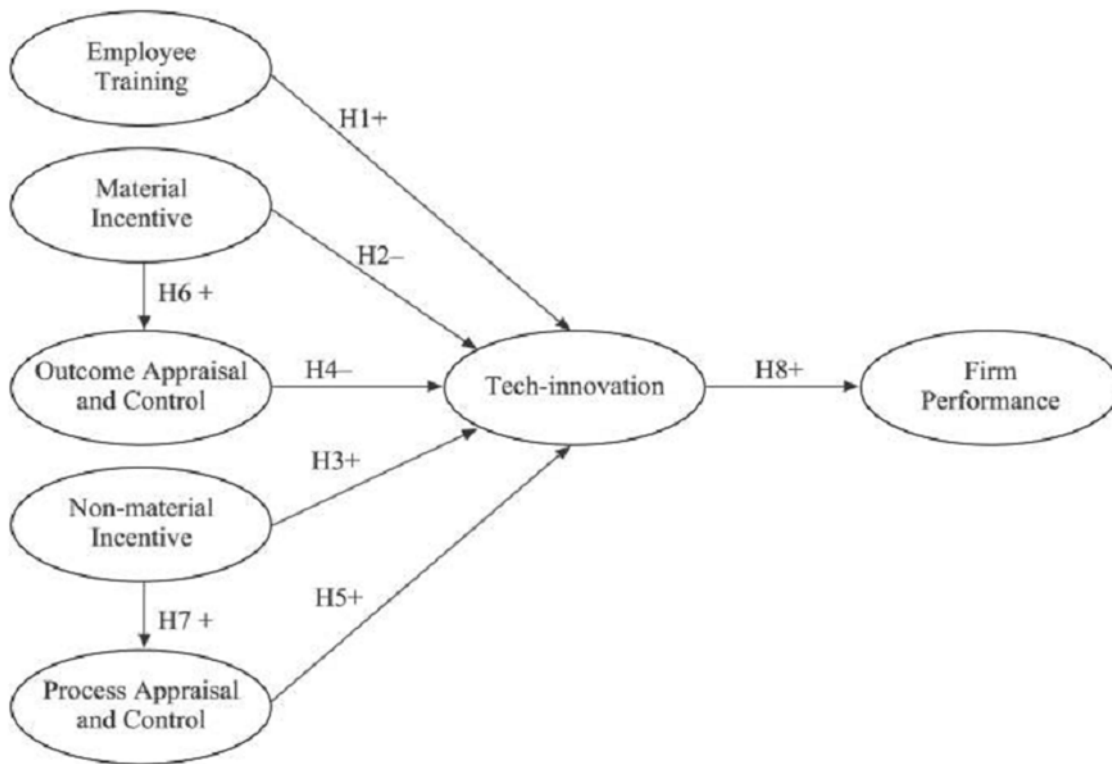 Employee
Training
H1+
Material
Incentive
H2–
H6 +
Outcome Appraisal
and Control
H4–
Tech-innovation
H8+
Firm
Performance
H3+
Non-material
Incentive
H5+
H7 +
Process Appraisal
and Control